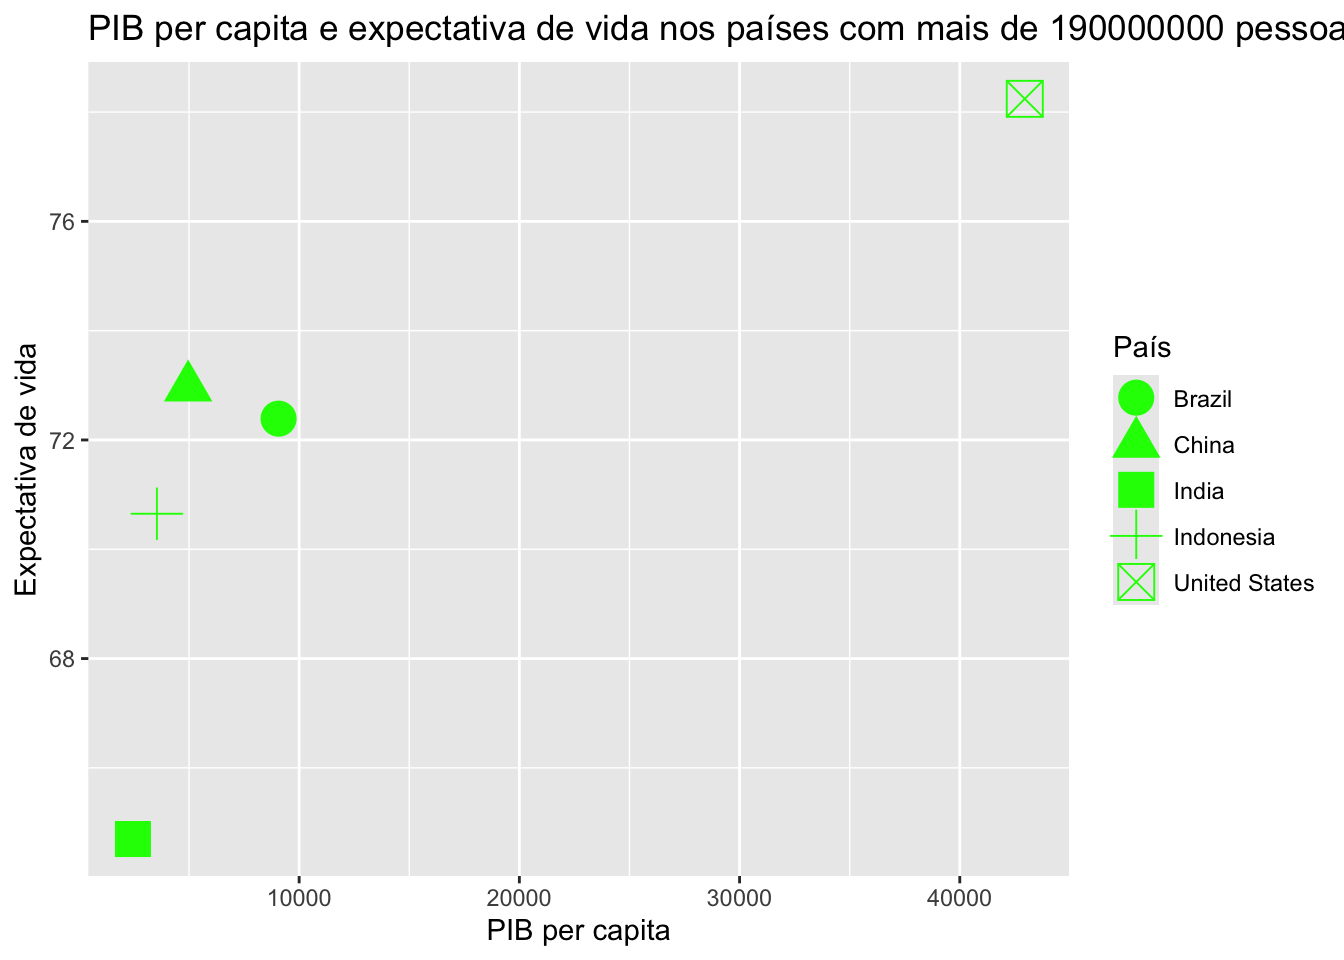 PIB per capita e expectativa de vida nos países com mais de 190000000 pessoa
76
72
68
Expectativa de vida
10000 20000 30000 40000
PIB per capita
País
Brazil
China
India
Indonesia
United States